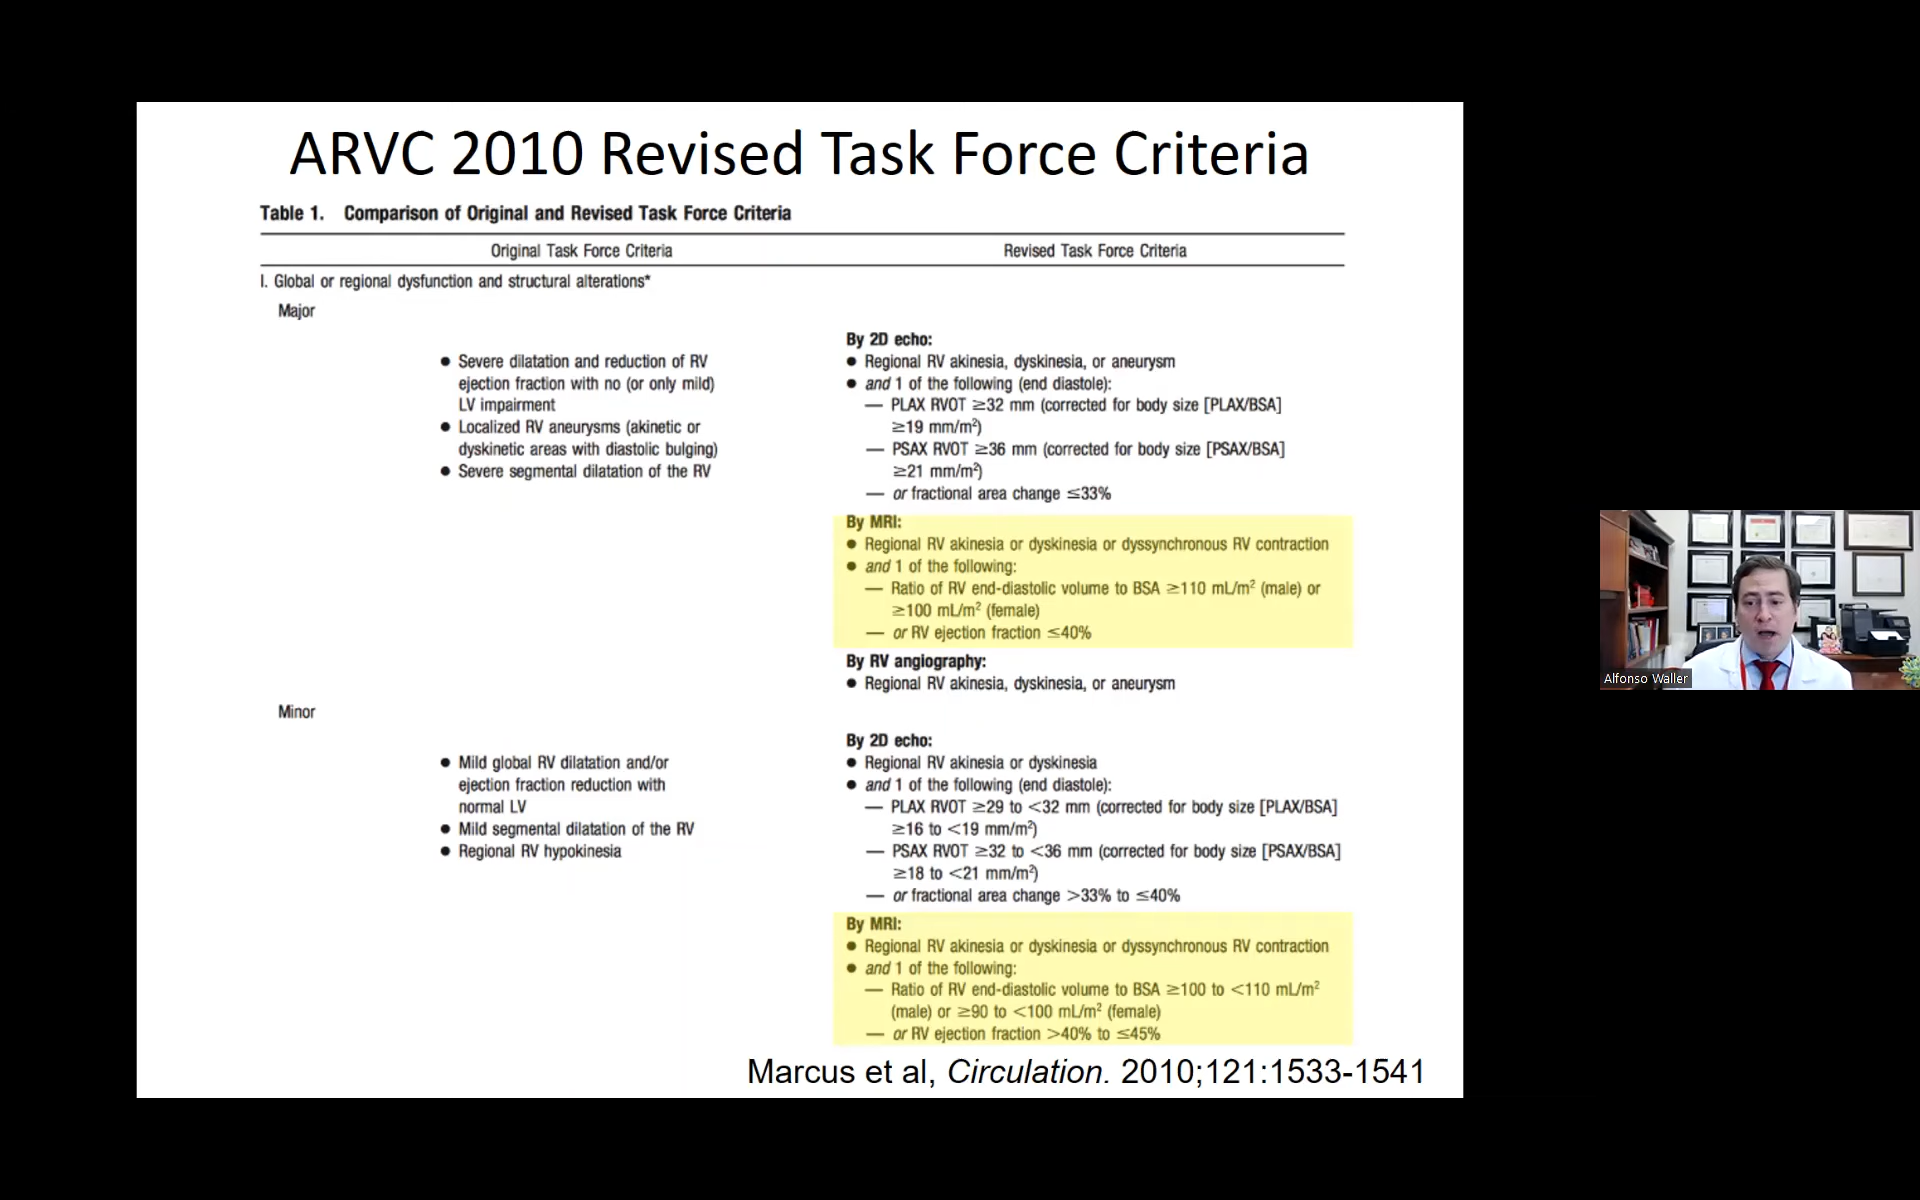 ARVC 2010 Revised Task Force Criteria
Table 1. Comparison of Original and Revised Task Force Criteria
Original Task Force Criteria
Revised Task Force Criteria
I. Global or regional dysfunction and structural alterations*
Major
● Severe dilatation and reduction of RV
ejection fraction with no (or only mild)
LV impairment
● Localized RV aneurysms (akinetic or
dyskinetic areas with diastolic bulging)
● Severe segmental dilatation of the RV
By 2D echo:
● Regional RV akinesia, dyskinesia, or aneurysm
● and 1 of the following (end diastole):
— PLAX RVOT ≥32 mm (corrected for body size [PLAX/BSA]
≥19 mm/m²)
— PSAX RVOT ≥36 mm (corrected for body size [PSAX/BSA]
≥21 mm/m²)
— or fractional area change ≤33%
By MRI:
● Regional RV akinesia or dyskinesia or dyssynchronous RV contraction
● and 1 of the following:
— Ratio of RV end-diastolic volume to BSA ≥110 mL/m² (male) or
≥100 mL/m² (female)
— or RV ejection fraction ≤40%
By RV angiography:
● Regional RV akinesia, dyskinesia, or aneurysm
Minor
● Mild global RV dilatation and/or
ejection fraction reduction with
normal LV
● Mild segmental dilatation of the RV
● Regional RV hypokinesia
By 2D echo:
● Regional RV akinesia or dyskinesia
● and 1 of the following (end diastole):
— PLAX RVOT ≥29 to <32 mm (corrected for body size [PLAX/BSA]
≥16 to <19 mm/m²)
— PSAX RVOT ≥32 to <36 mm (corrected for body size [PSAX/BSA]
≥18 to <21 mm/m²)
— or fractional area change >33% to ≤40%
By MRI:
● Regional RV akinesia or dyskinesia or dyssynchronous RV contraction
● and 1 of the following:
— Ratio of RV end-diastolic volume to BSA ≥100 to <110 mL/m²
(male) or ≥90 to <100 mL/m² (female)
— or RV ejection fraction >40% to ≤45%
Marcus et al, Circulation. 2010;121:1533-1541
Alfonso Waller